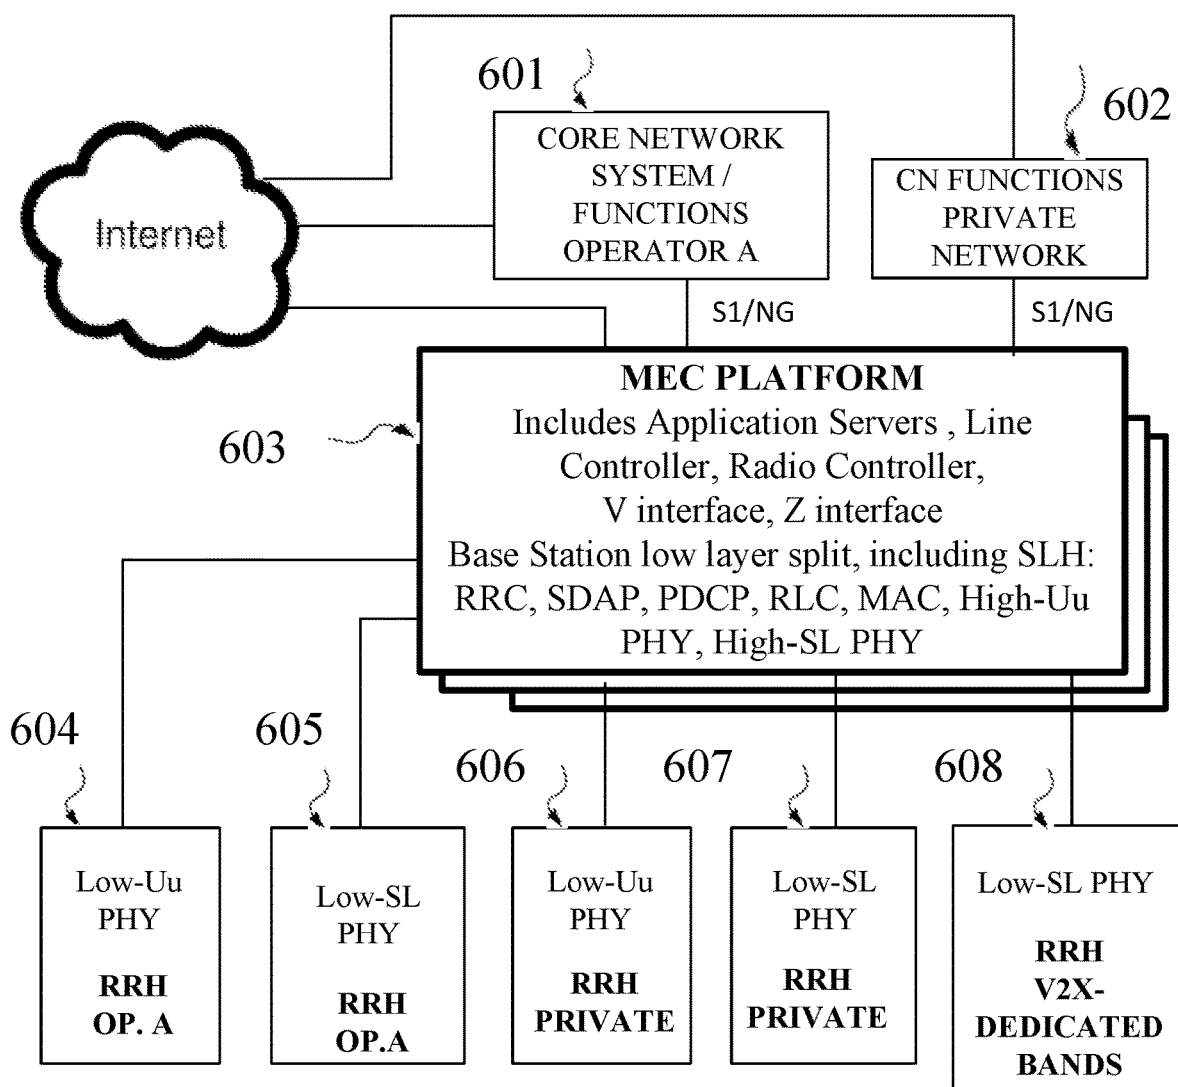 601
602
CORE NETWORK
SYSTEM /
FUNCTIONS
OPERATOR A
CN FUNCTIONS
PRIVATE
NETWORK
Internet
S1/NG
S1/NG
603
MEC PLATFORM
Includes Application Servers , Line
Controller, Radio Controller,
V interface, Z interface
Base Station low layer split, including SLH:
RRC, SDAP, PDCP, RLC, MAC, High-Uu
PHY, High-SL PHY
604
605
606
607
608
Low-Uu
PHY
RRH
OP. A
Low-SL
PHY
RRH
OP.A
Low-Uu
PHY
RRH
PRIVATE
Low-SL
PHY
RRH
PRIVATE
Low-SL PHY
RRH
V2X-
DEDICATED
BANDS